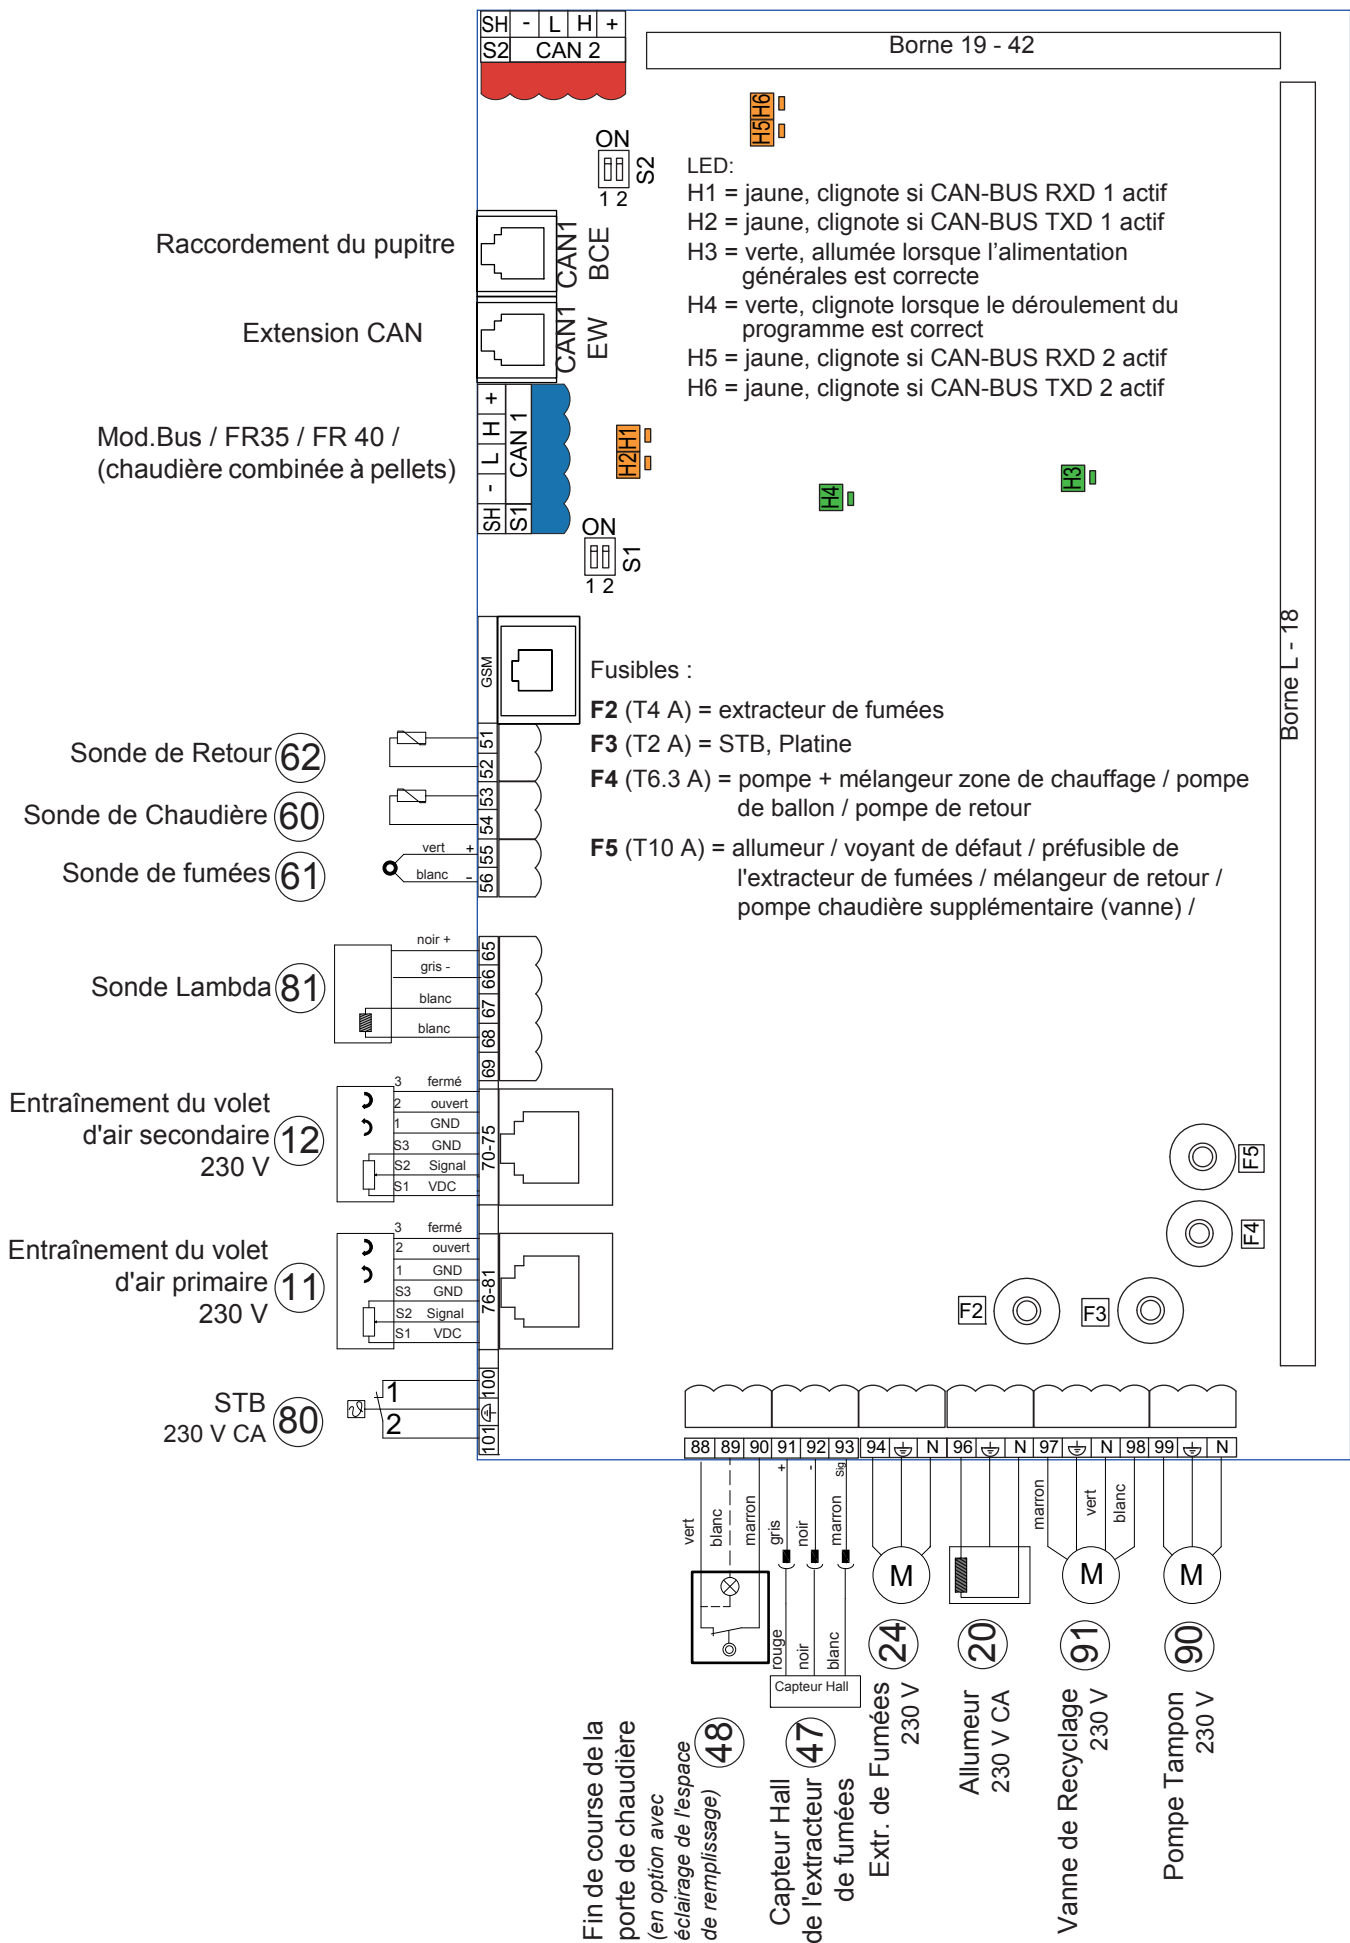 SH - L H +
S2 CAN 2
Borne 19 - 42
H5 H6
ON
1 2
S2
LED:
H1 = jaune, clignote si CAN-BUS RXD 1 actif
H2 = jaune, clignote si CAN-BUS TXD 1 actif
H3 = verte, allumée lorsque l'alimentation
générales est correcte
H4 = verte, clignote lorsque le déroulement du
programme est correct
H5 = jaune, clignote si CAN-BUS RXD 2 actif
H6 = jaune, clignote si CAN-BUS TXD 2 actif
Raccordement du pupitre
CAN1
BCE
Extension CAN
CAN1
EW
Mod.Bus / FR35 / FR 40 /
(chaudière combinée à pellets)
SH - L H +
S1 CAN 1
H2 H1
H4
H3
ON
1 2
S1
Borne L - 18
GSM
Fusibles :
F2 (T4 A) = extracteur de fumées
F3 (T2 A) = STB, Platine
F4 (T6.3 A) = pompe + mélangeur zone de chauffage / pompe
de ballon / pompe de retour
F5 (T10 A) = allumeur / voyant de défaut / préfusible de
l'extracteur de fumées / mélangeur de retour /
pompe chaudière supplémentaire (vanne) /
Sonde de Retour 62
51
52
Sonde de Chaudière 60
53
54
Sonde de fumées 61
vert + 55
blanc - 56
Sonde Lambda 81
noir + 65
gris - 66
blanc 67
blanc 68
69
Entraînement du volet
d'air secondaire
230 V
12
3 fermé
2 ouvert
1 GND
S3 GND
S2 Signal
S1 VDC
70-75
Entraînement du volet
d'air primaire
230 V
11
3 fermé
2 ouvert
1 GND
S3 GND
S2 Signal
S1 VDC
76-81
F5
F4
F2
F3
STB
230 V CA
80
1
2
100
101
88 89 90 91 92 93 94 N 96 N 97 N 98 99 N
+ - Sig
vert
blanc
marron
gris
noir
marron
marron
vert
blanc
rouge
noir
blanc
Capteur Hall
M
M
M
48
Fin de course de la
porte de chaudière
(en option avec
éclairage de l'espace
de remplissage)
47
Capteur Hall
de l'extracteur
de fumées
24
Extr. de Fumées
230 V
20
Allumeur
230 V CA
91
Vanne de Recyclage
230 V
90
Pompe Tampon
230 V